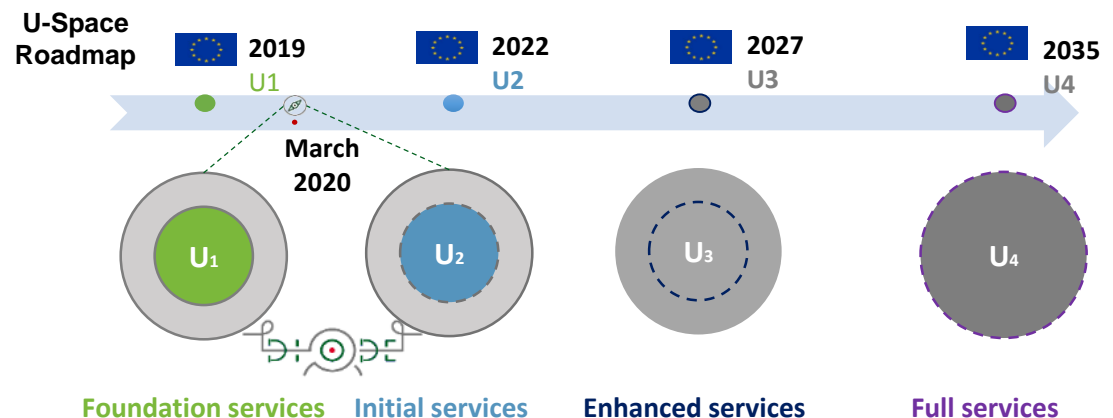 U-Space
Roadmap
2019
U1
2022
U2
2027
U3
2035
U4
March
2020
U1
U2
U3
U4
DIODE
Foundation services
Initial services
Enhanced services
Full services